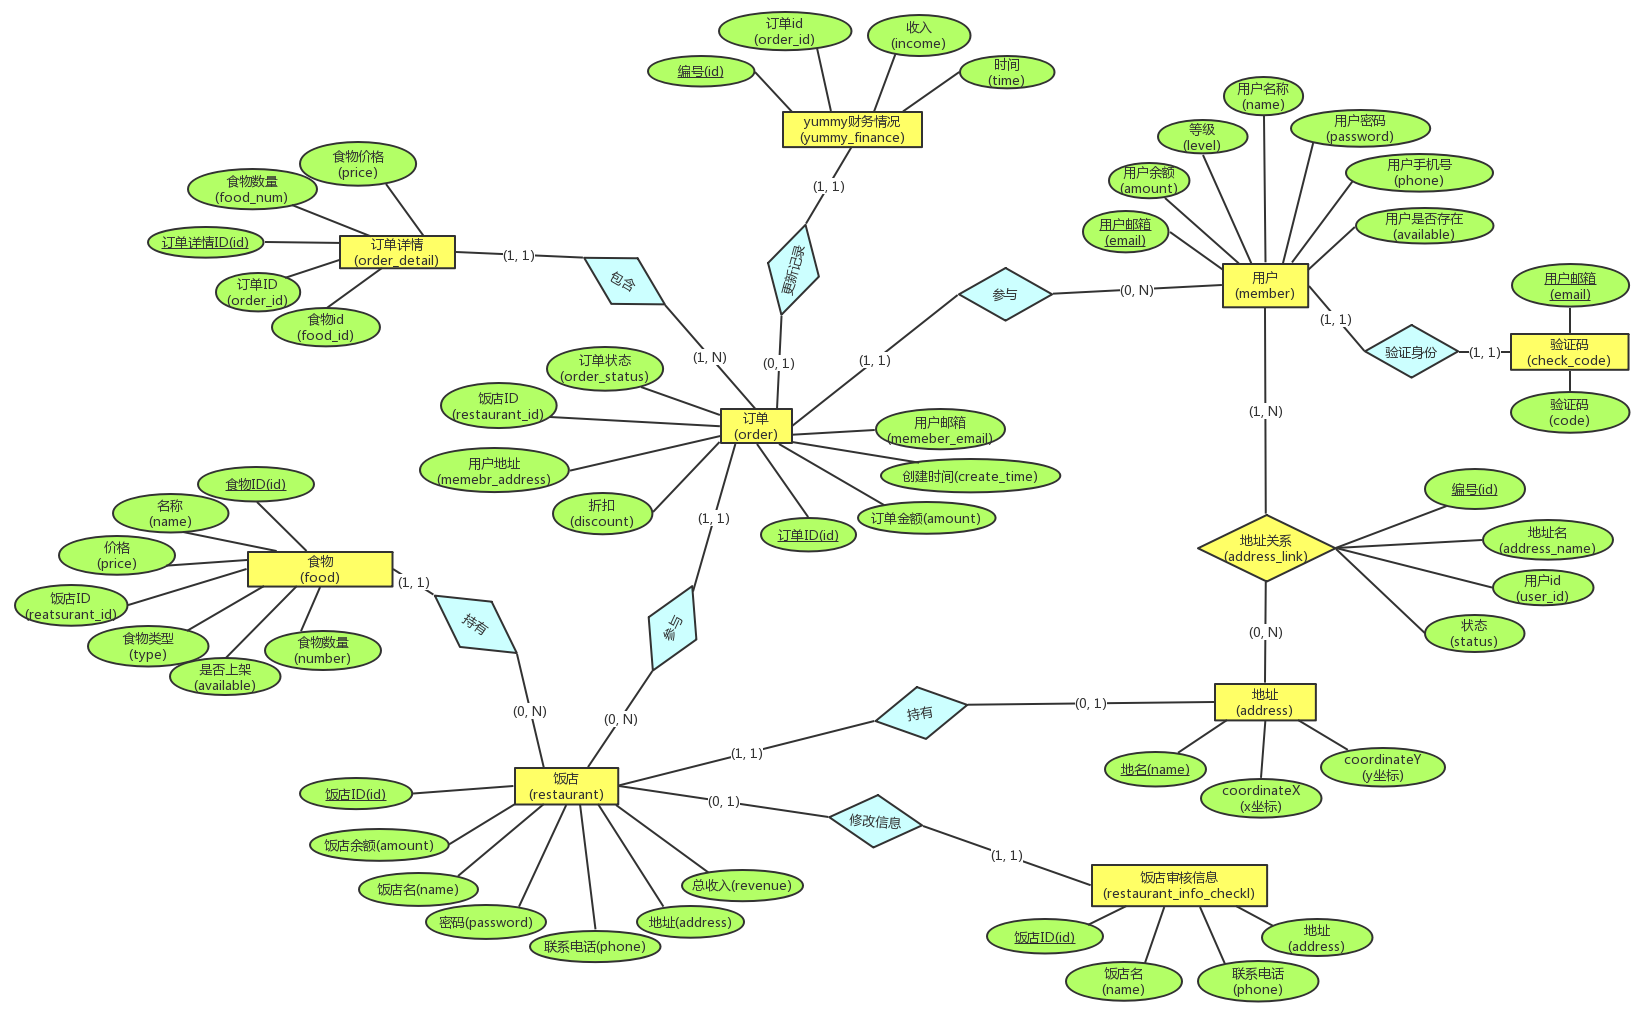 订单id
(order_id)
收入
(income)
编号(id)
时间
(time)
yummy财务情况
(yummy_finance)
(1, 1)
更新记录
(0, 1)
用户名称
(name)
等级
(level)
用户密码
(password)
用户余额
(amount)
用户手机号
(phone)
用户邮箱
(email)
用户是否存在
(available)
用户
(member)
食物价格
(price)
食物数量
(food_num)
订单详情ID(id)
订单ID
(order_id)
食物id
(food_id)
订单详情
(order_detail)
(1, 1)
包含
(1, N)
参与
(0, N)
(1, 1)
(1, 1)
验证身份
(1, 1)
用户邮箱
(email)
验证码
(check_code)
验证码
(code)
订单状态
(order_status)
饭店ID
(restaurant_id)
用户地址
(memebr_address)
折扣
(discount)
订单
(order)
用户邮箱
(memeber_email)
创建时间(create_time)
订单金额(amount)
订单ID(id)
(1, 1)
参与
(0, N)
(1, N)
地址关系
(address_link)
编号(id)
地址名
(address_name)
用户id
(user_id)
状态
(status)
(0, N)
食物ID(id)
名称
(name)
价格
(price)
饭店ID
(reatsurant_id)
食物类型
(type)
是否上架
(available)
食物数量
(number)
食物
(food)
(1, 1)
持有
(0, N)
地址
(address)
地名(name)
coordinateX
(x坐标)
coordinateY
(y坐标)
(0, 1)
持有
(1, 1)
饭店
(restaurant)
饭店ID(id)
饭店余额(amount)
饭店名(name)
密码(password)
联系电话(phone)
地址(address)
总收入(revenue)
(0, 1)
修改信息
(1, 1)
饭店审核信息
(restaurant_info_checkl)
饭店ID(id)
饭店名
(name)
联系电话
(phone)
地址
(address)